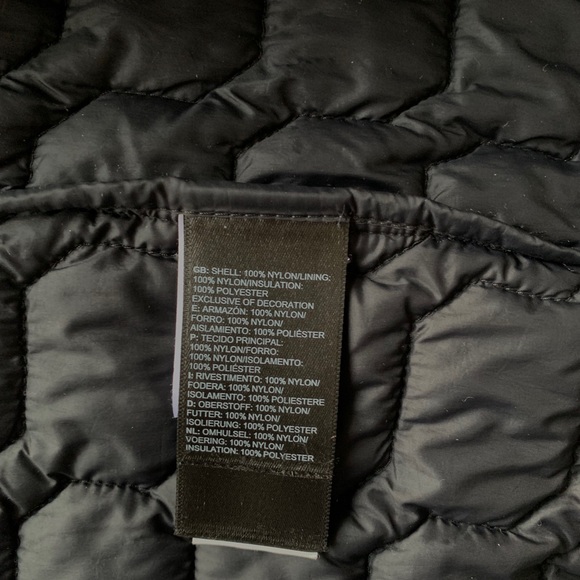 GB: SHELL: 100% NYLON/LINING:
100% NYLON/INSULATION:
100% POLYESTER
EXCLUSIVE OF DECORATION
E: ARMAZÓN: 100% NYLON/
FORRO: 100% NYLON/
AISLAMIENTO: 100% POLIÉSTER
P: TECIDO PRINCIPAL:
100% NYLON/FORRO:
100% NYLON/ISOLAMENTO:
100% POLIÉSTER
I: RIVESTIMENTO: 100% NYLON/
FODERA: 100% NYLON/
ISOLAMENTO: 100% POLIESTERE
D: OBERSTOFF: 100% NYLON/
FUTTER: 100% NYLON/
ISOLIERUNG: 100% POLYESTER
NL: OMHULSEL: 100% NYLON/
VOERING: 100% NYLON/
INSULATION: 100% POLYESTER